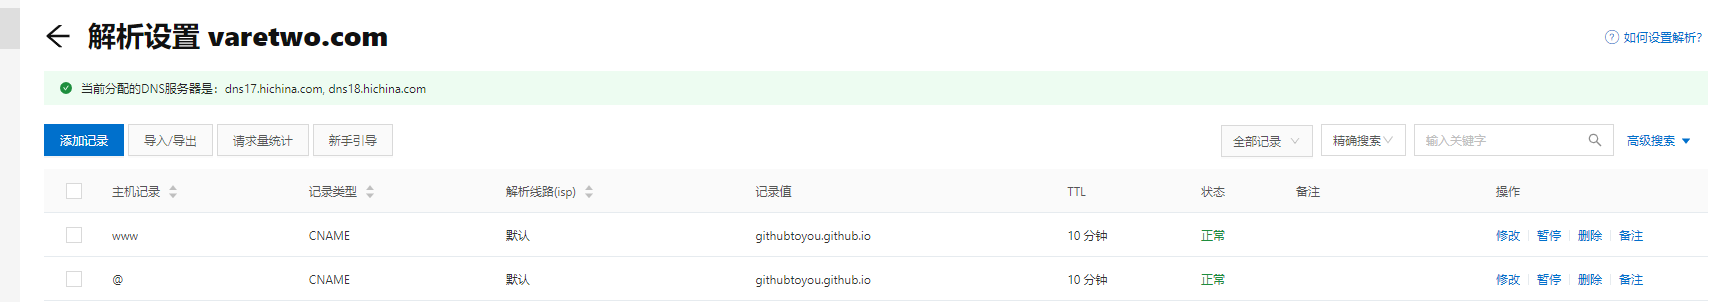 解析设置 varetwo.com
如何设置解析?
当前分配的DNS服务器是：dns17.hichina.com, dns18.hichina.com
添加记录 导入/导出 请求量统计 新手引导 全部记录 精确搜索 输入关键字 高级搜索
主机记录 记录类型 解析线路(isp) 记录值 TTL 状态 备注 操作
www CNAME 默认 githubtoyou.github.io 10 分钟 正常 修改 暂停 删除 备注
@ CNAME 默认 githubtoyou.github.io 10 分钟 正常 修改 暂停 删除 备注